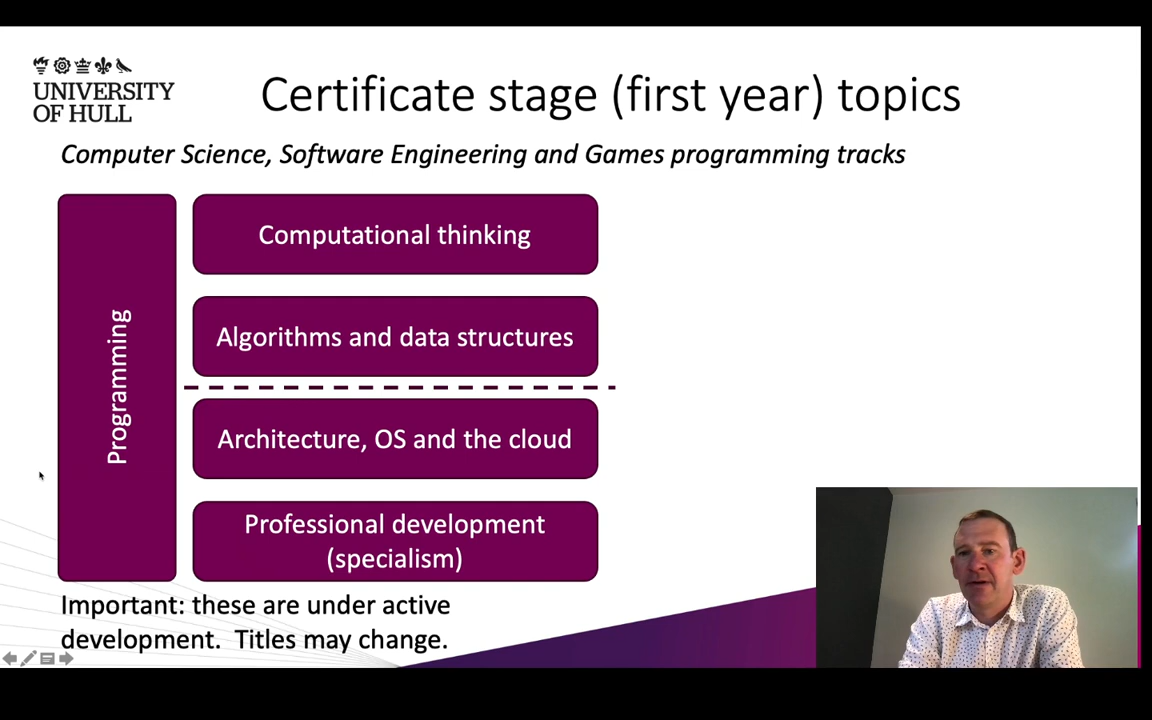 UNIVERSITY
OF HULL
Certificate stage (first year) topics
Computer Science, Software Engineering and Games programming tracks
Programming
Computational thinking
Algorithms and data structures
Architecture, OS and the cloud
Professional development
(specialism)
Important: these are under active
development.  Titles may change.